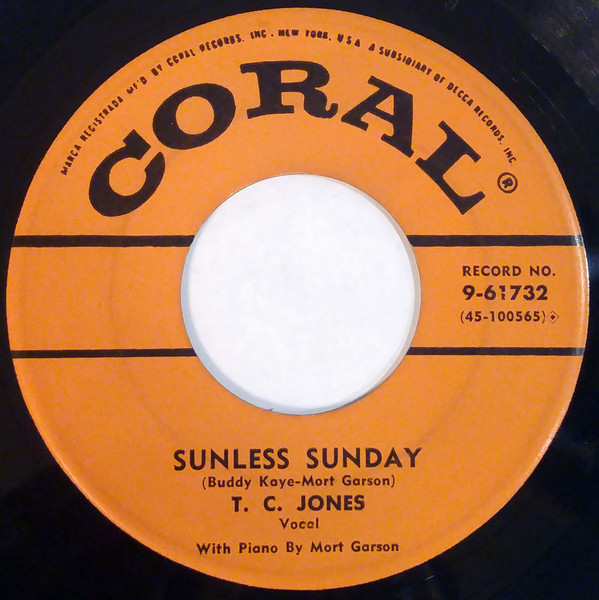 MARCA REGISTRADA MF'D BY CORAL RECORDS, INC., NEW YORK, U.S.A. A SUBSIDIARY OF DECCA RECORDS, INC.
CORAL ®
RECORD NO.
9-61732
(45-100565)
SUNLESS SUNDAY
(Buddy Kaye-Mort Garson)
T. C. JONES
Vocal
With Piano By Mort Garson